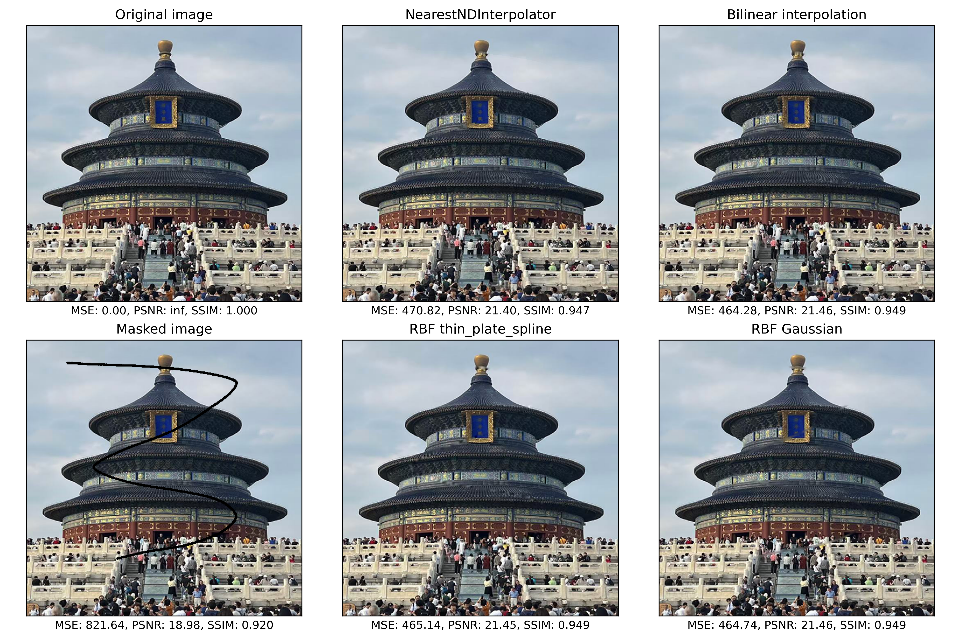 Original image
NearestNDInterpolator
Bilinear interpolation
MSE: 0.00, PSNR: inf, SSIM: 1.000
MSE: 470.82, PSNR: 21.40, SSIM: 0.947
MSE: 464.28, PSNR: 21.46, SSIM: 0.949
Masked image
RBF thin_plate_spline
RBF Gaussian
MSE: 821.64, PSNR: 18.98, SSIM: 0.920
MSE: 465.14, PSNR: 21.45, SSIM: 0.949
MSE: 464.74, PSNR: 21.46, SSIM: 0.949